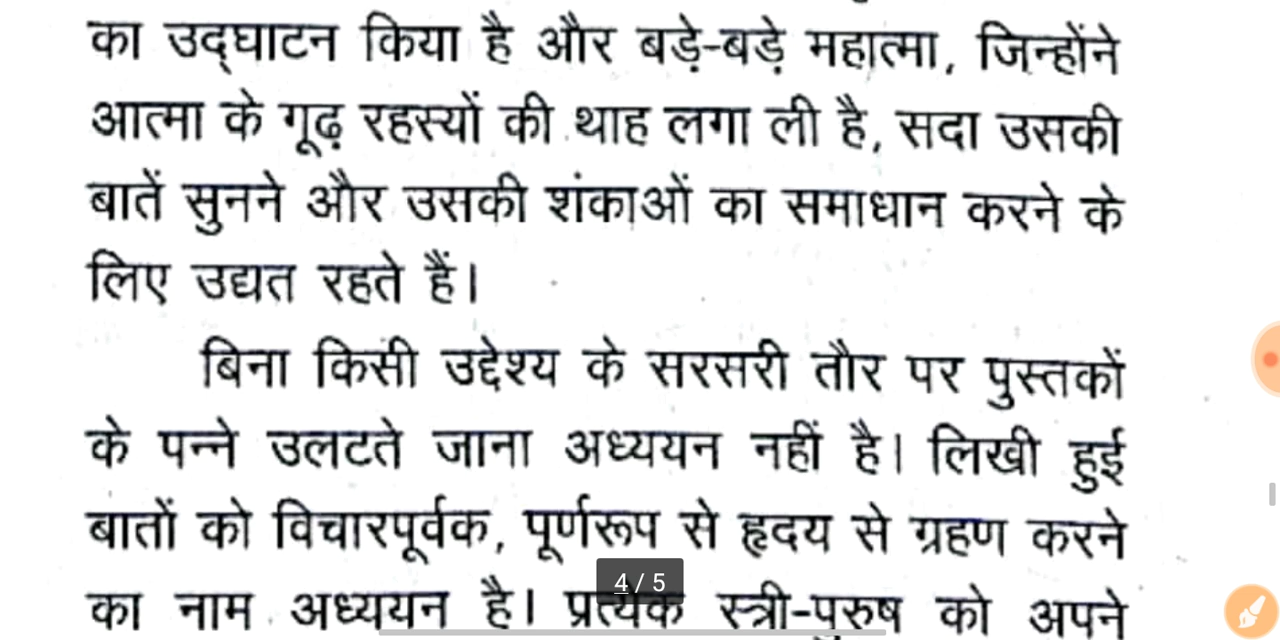 का उद्घाटन किया है और बड़े-बड़े महात्मा, जिन्होंने
आत्मा के गूढ़ रहस्यों की थाह लगा ली है, सदा उसकी
बातें सुनने और उसकी शंकाओं का समाधान करने के
लिए उद्यत रहते हैं।
बिना किसी उद्देश्य के सरसरी तौर पर पुस्तकों
के पन्ने उलटते जाना अध्ययन नहीं है। लिखी हुई
बातों को विचारपूर्वक, पूर्णरूप से हृदय से ग्रहण करने
का नाम अध्ययन है। प्रत्येक स्त्री-पुरुष को अपने
4 / 5